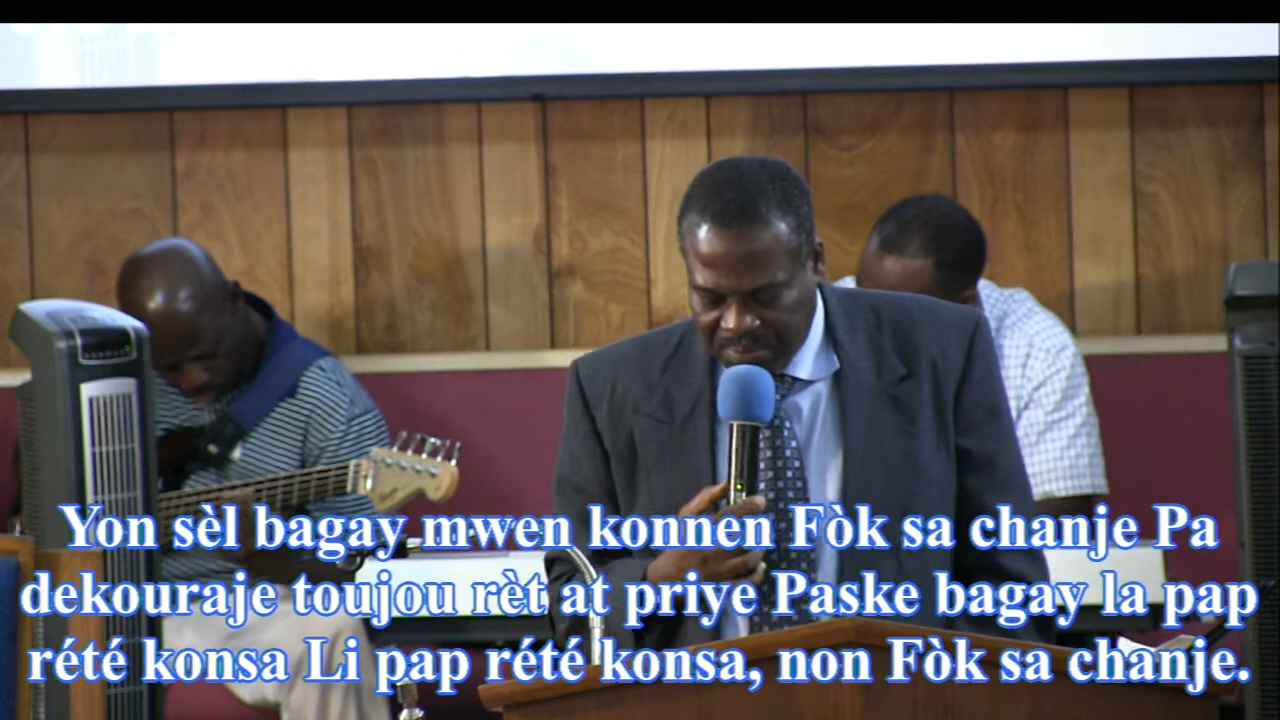 Yon sèl bagay mwen konnen Fòk sa chanje Pa
dekouraje toujou rèt at priye Paske bagay la pap
rété konsa Li pap rété konsa, non Fòk sa chanje.